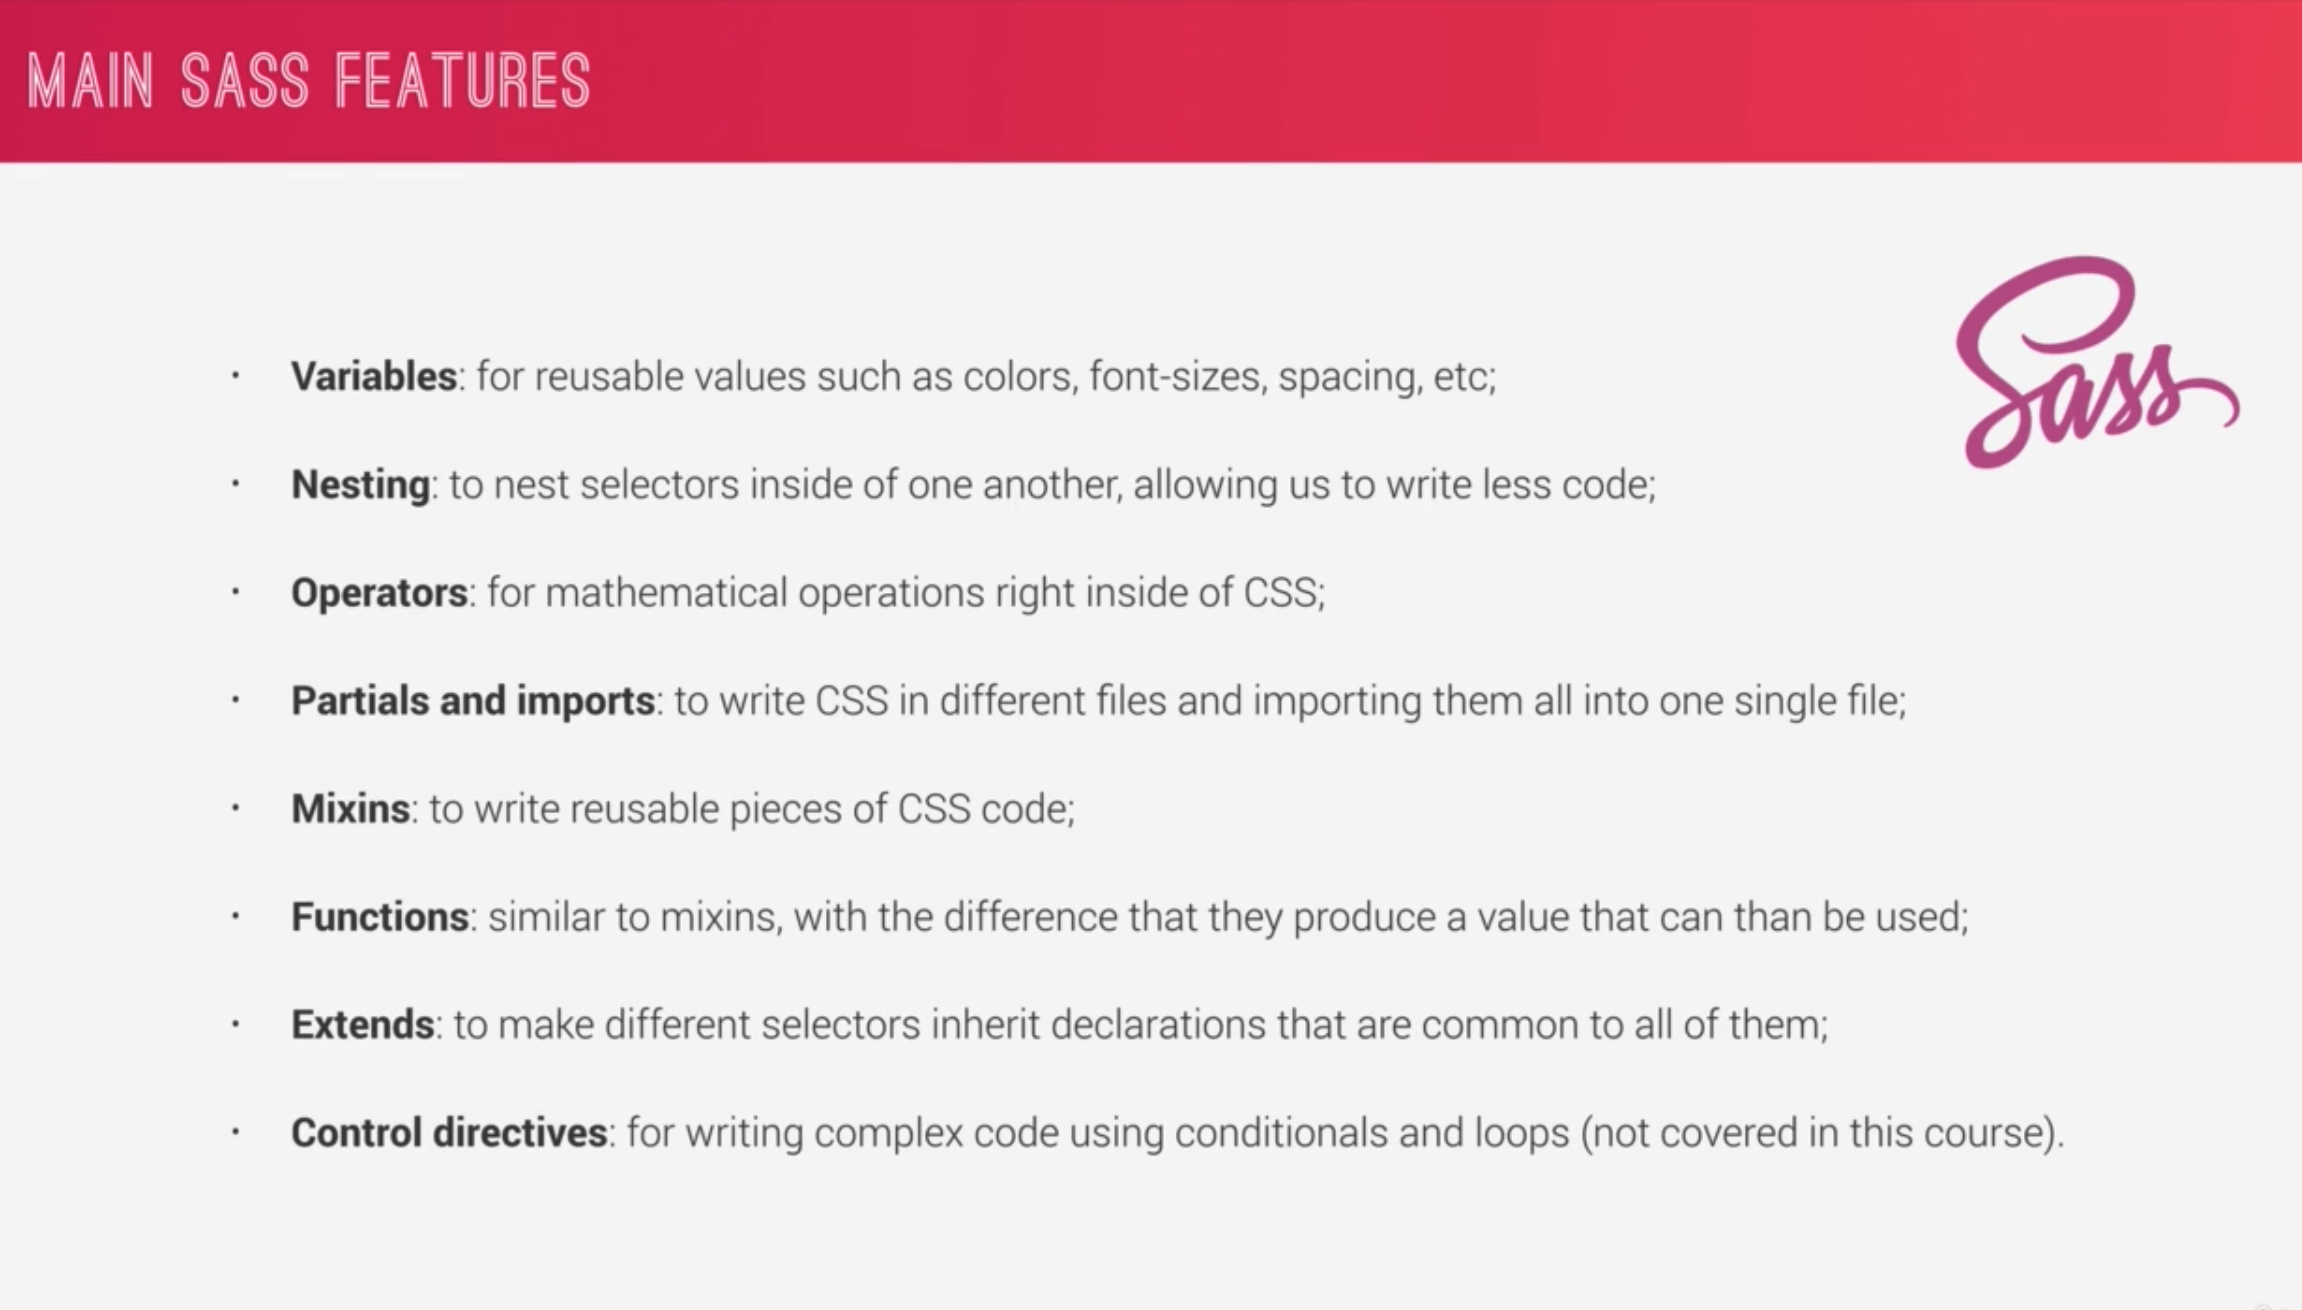 MAIN SASS FEATURES
Sass
· Variables: for reusable values such as colors, font-sizes, spacing, etc;
· Nesting: to nest selectors inside of one another, allowing us to write less code;
· Operators: for mathematical operations right inside of CSS;
· Partials and imports: to write CSS in different files and importing them all into one single file;
· Mixins: to write reusable pieces of CSS code;
· Functions: similar to mixins, with the difference that they produce a value that can than be used;
· Extends: to make different selectors inherit declarations that are common to all of them;
· Control directives: for writing complex code using conditionals and loops (not covered in this course).